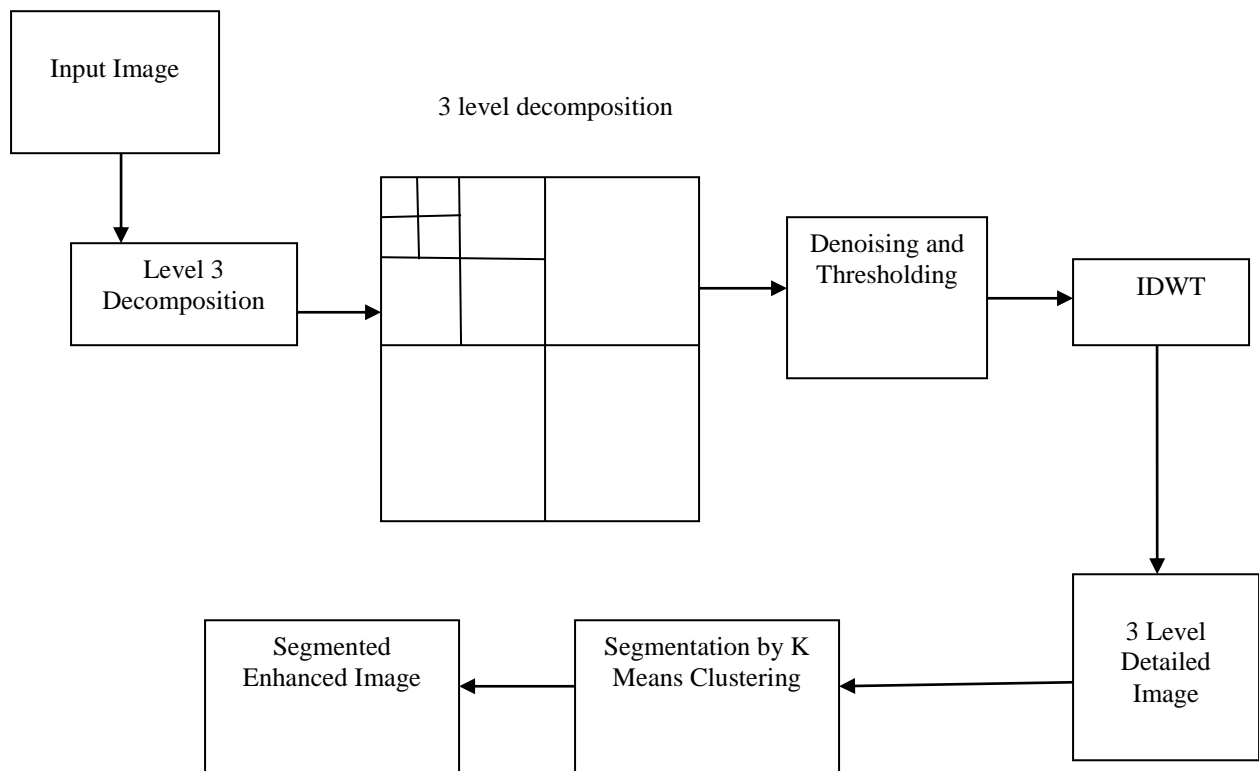 Input Image
3 level decomposition
Level 3
Decomposition
Denoising and
Thresholding
IDWT
3 Level
Detailed
Image
Segmentation by K
Means Clustering
Segmented
Enhanced Image